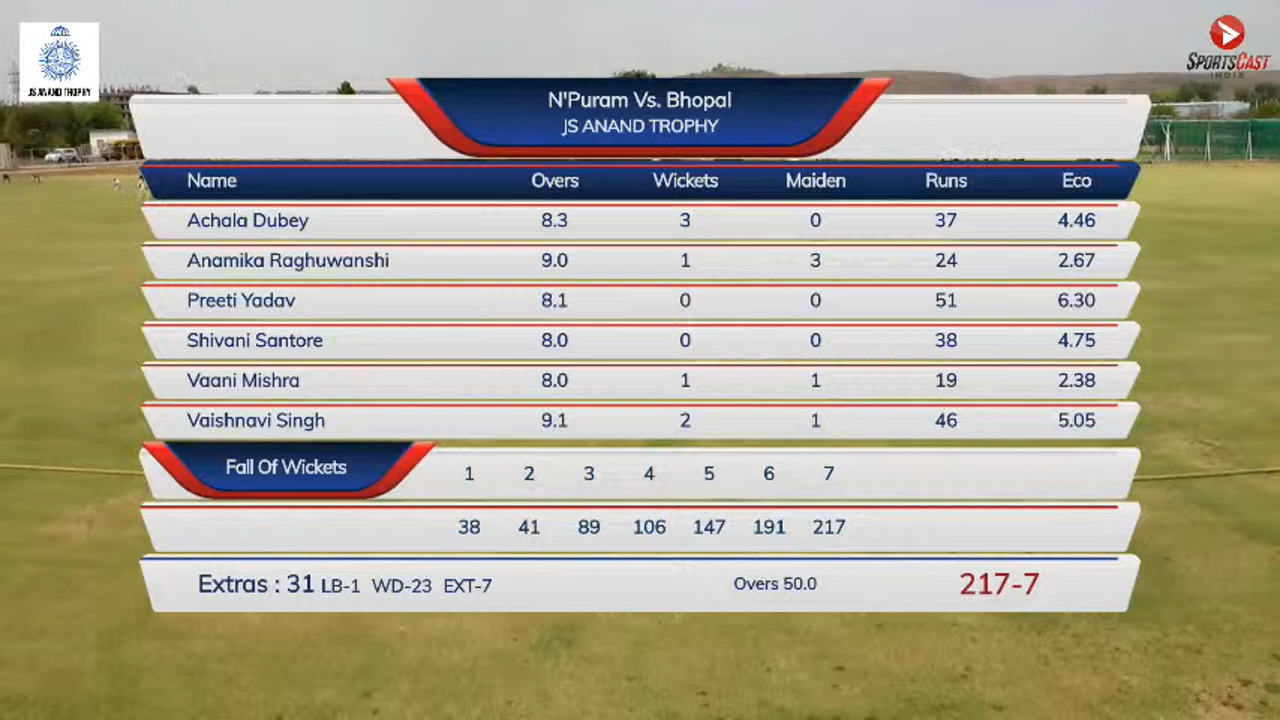 JS ANAND TROPHY
SPORTSCAST
INDIA
N'Puram Vs. Bhopal
JS ANAND TROPHY
Name Overs Wickets Maiden Runs Eco
Achala Dubey 8.3 3 0 37 4.46
Anamika Raghuwanshi 9.0 1 3 24 2.67
Preeti Yadav 8.1 0 0 51 6.30
Shivani Santore 8.0 0 0 38 4.75
Vaani Mishra 8.0 1 1 19 2.38
Vaishnavi Singh 9.1 2 1 46 5.05
Fall Of Wickets 1 2 3 4 5 6 7
38 41 89 106 147 191 217
Extras : 31 LB-1 WD-23 EXT-7 Overs 50.0 217-7